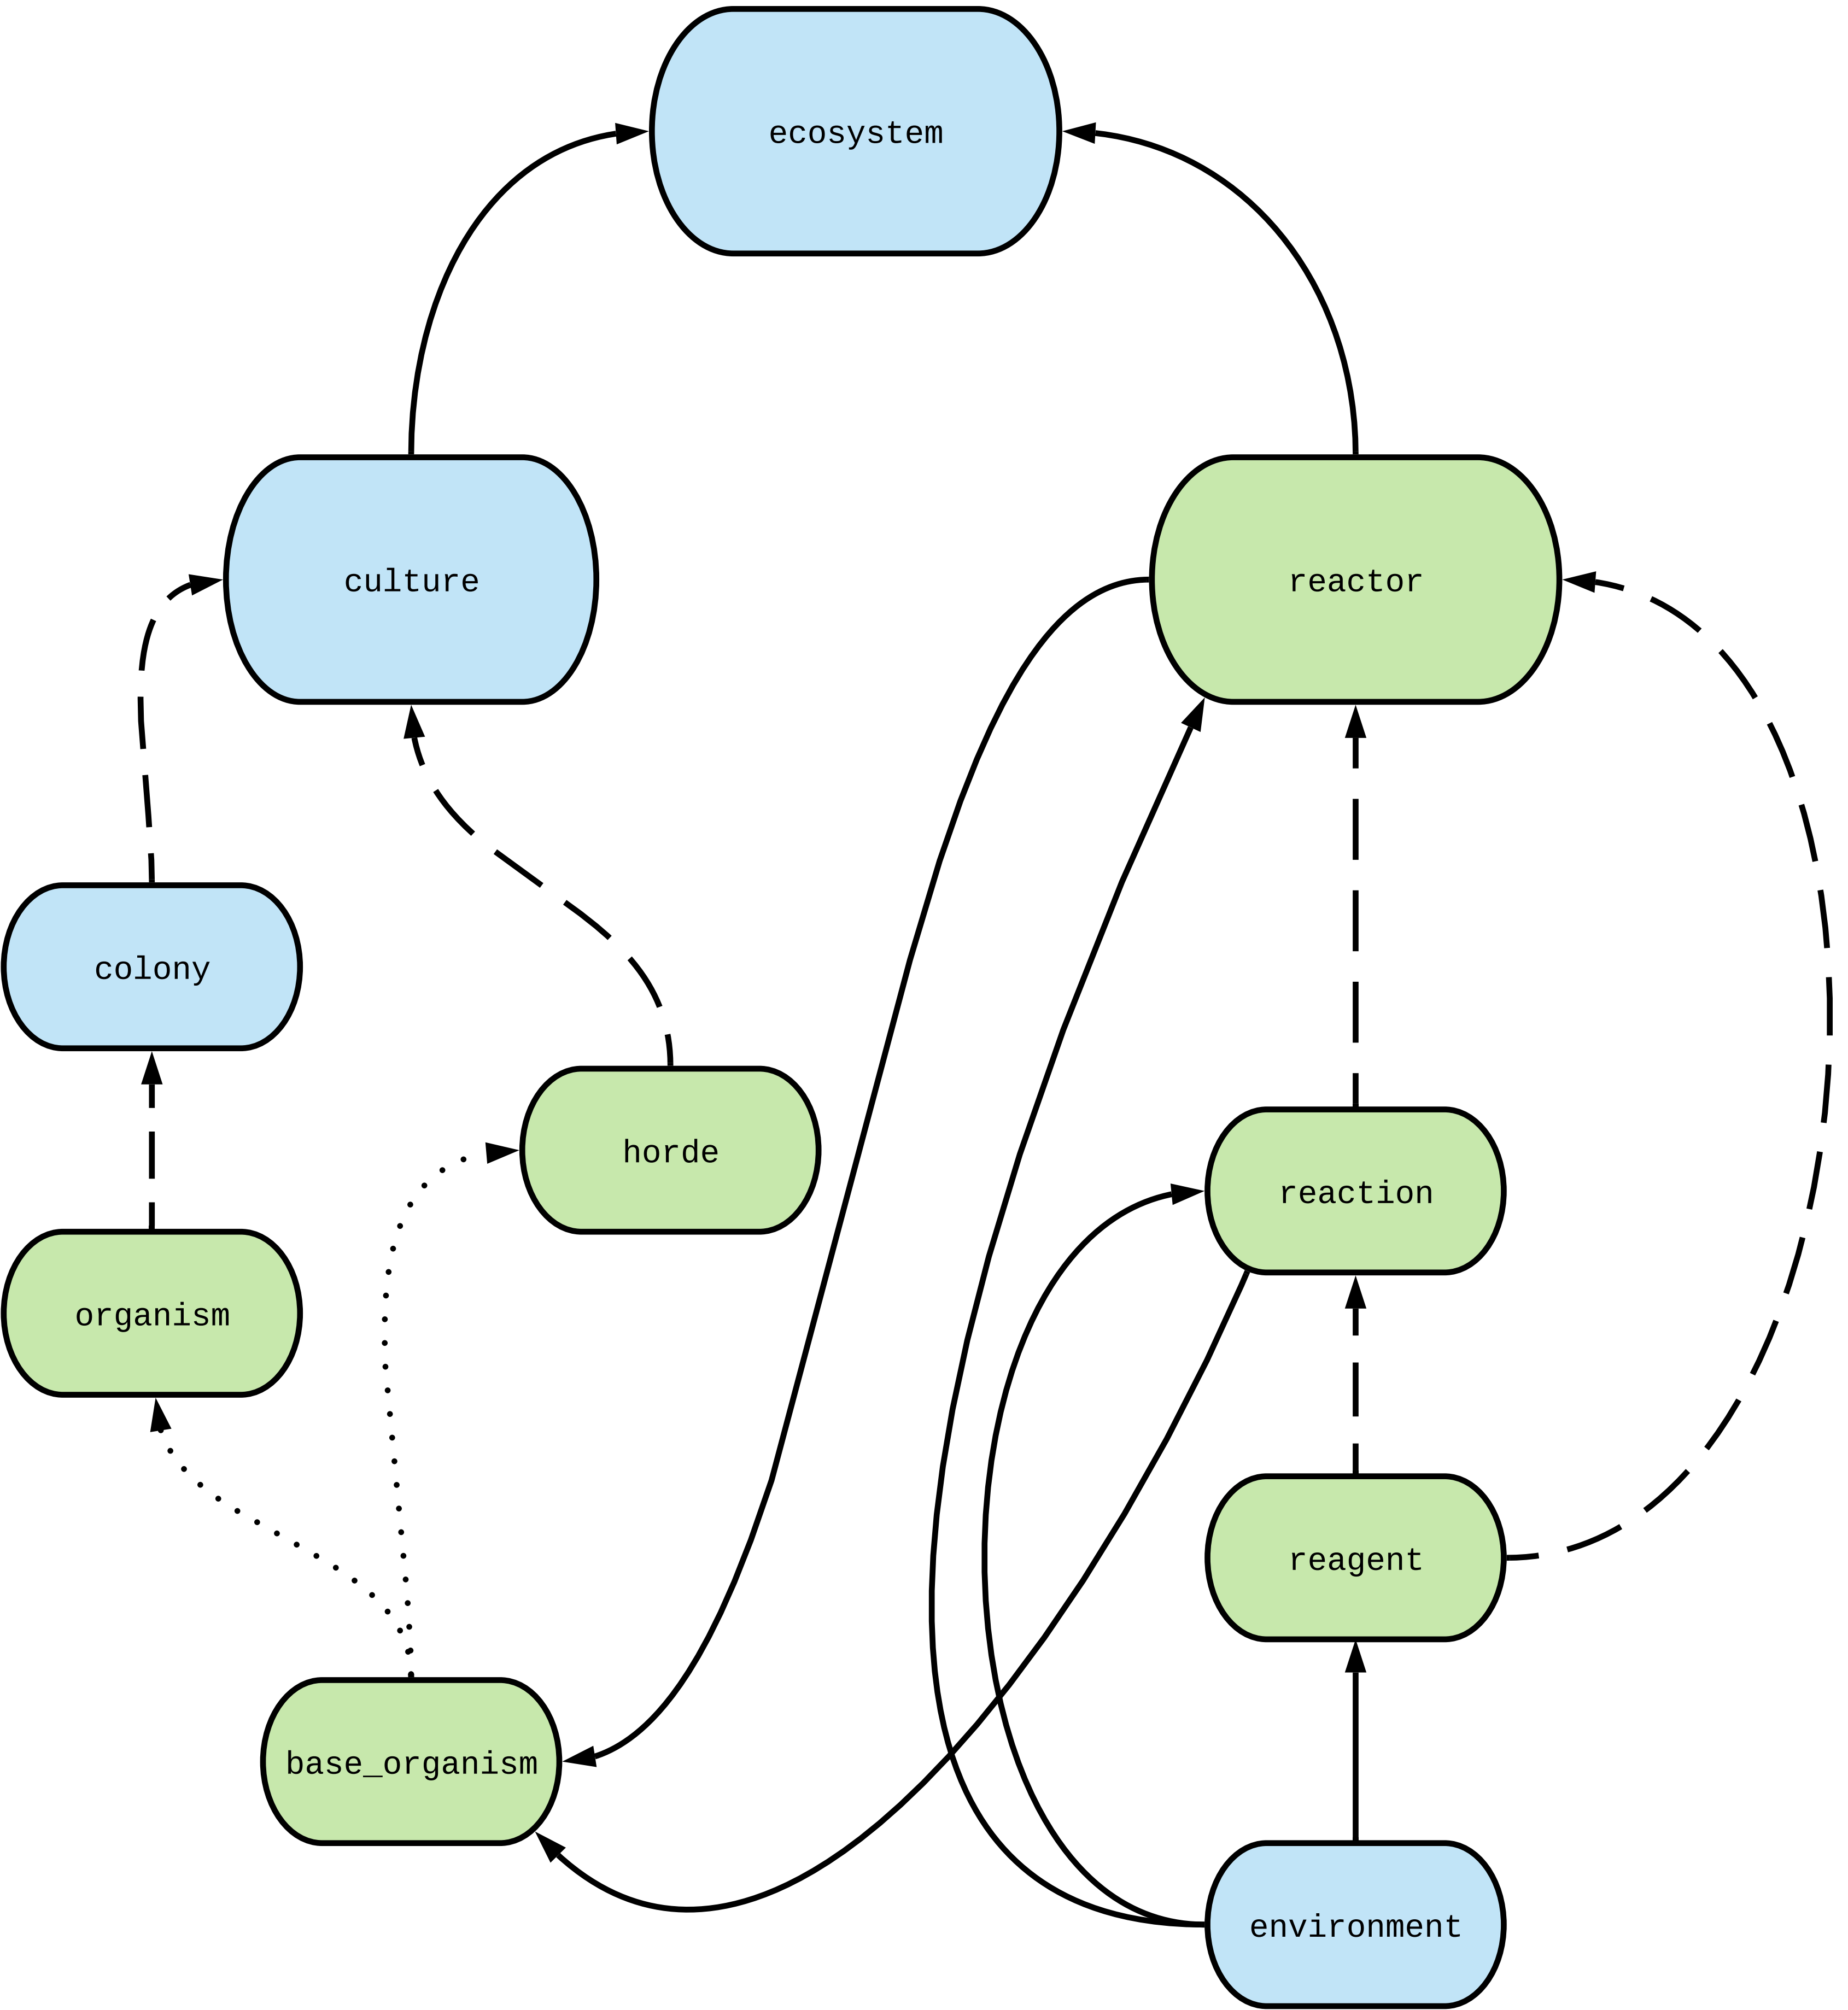 ecosystem
culture
reactor
colony
horde
reaction
organism
reagent
base_organism
environment